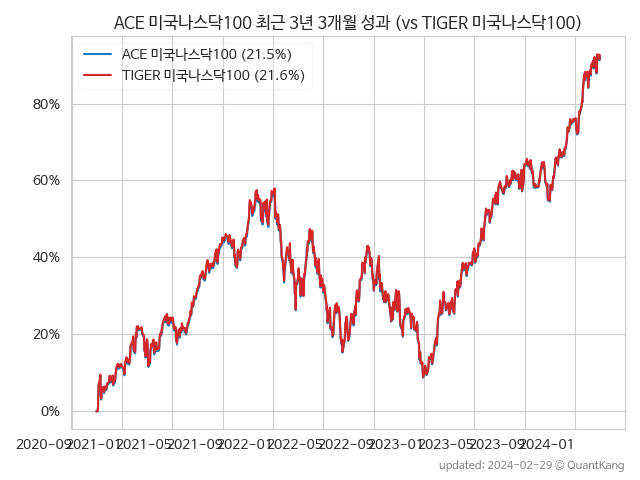 ACE 미국나스닥100 최근 3년 3개월 성과 (vs TIGER 미국나스닥100)
ACE 미국나스닥100 (21.5%)
TIGER 미국나스닥100 (21.6%)
80%
60%
40%
20%
0%
2020-09 2021-01 2021-05 2021-09 2022-01 2022-05 2022-09 2023-01 2023-05 2023-09 2024-01
updated: 2024-02-29 © QuantKang